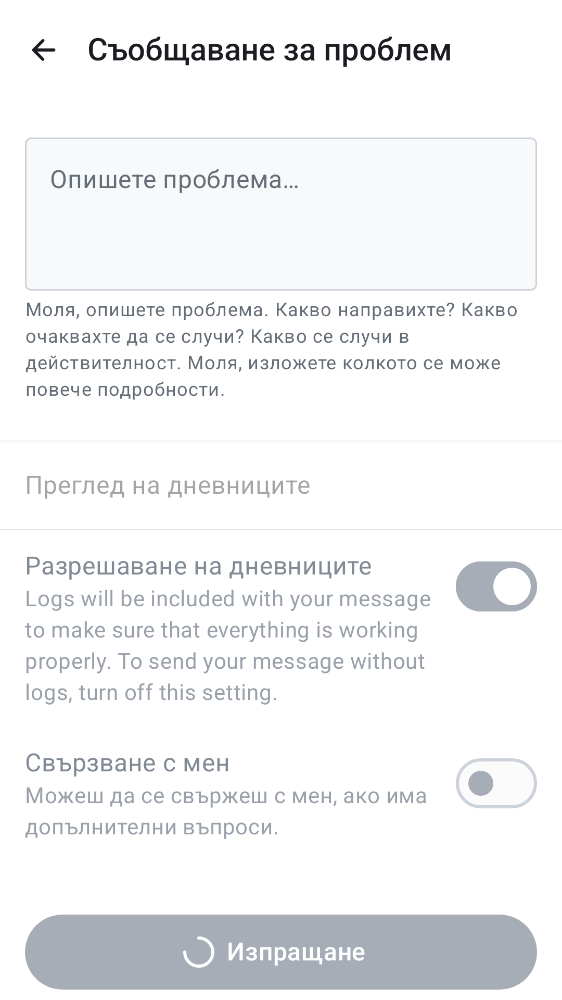 Съобщаване за проблем
Опишете проблема…
Моля, опишете проблема. Какво направихте? Какво
очаквахте да се случи? Какво се случи в
действителност. Моля, изложете колкото се може
повече подробности.
Преглед на дневниците
Разрешаване на дневниците
Logs will be included with your message
to make sure that everything is working
properly. To send your message without
logs, turn off this setting.
Свързване с мен
Можеш да се свържеш с мен, ако има
допълнителни въпроси.
Изпращане